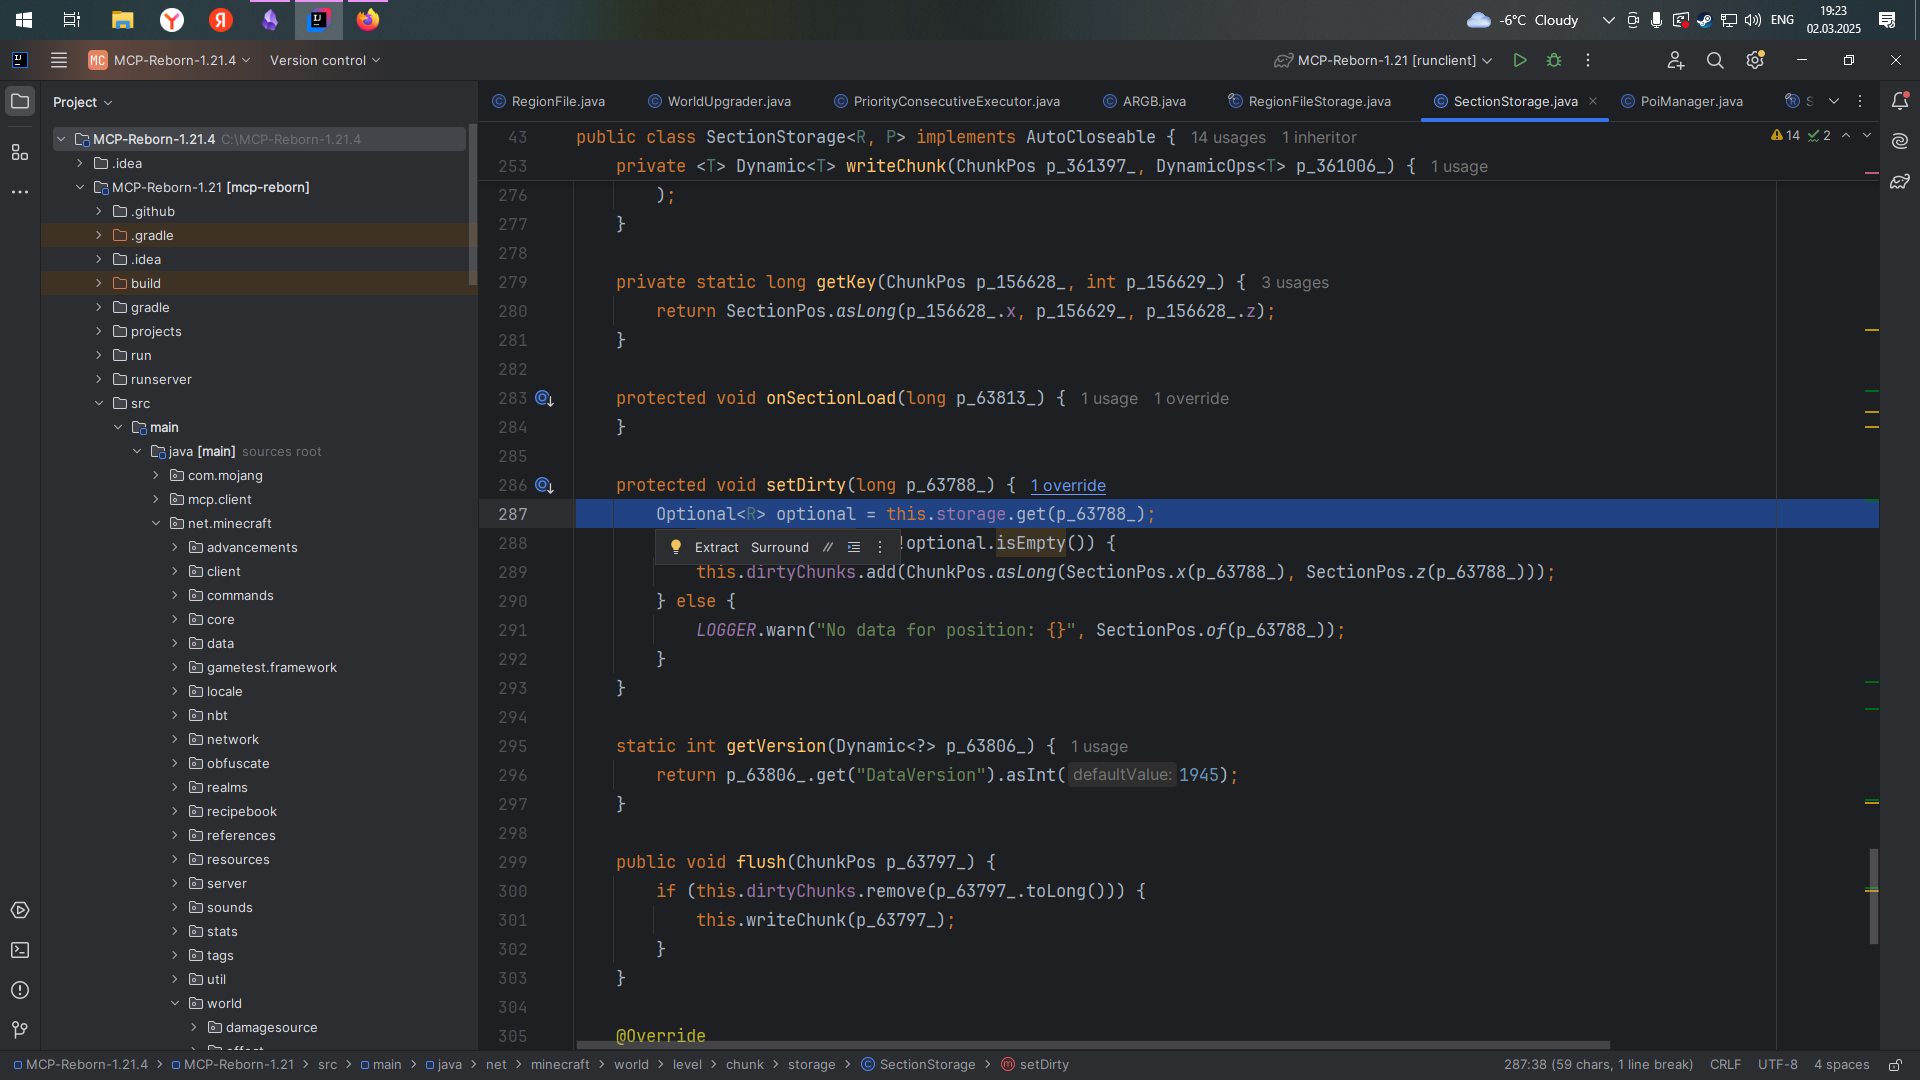 -6°C Cloudy
ENG
19:23
02.03.2025
MC MCP-Reborn-1.21.4
Version control
MCP-Reborn-1.21 [runclient]
Project
RegionFile.java
WorldUpgrader.java
PriorityConsecutiveExecutor.java
ARGB.java
RegionFileStorage.java
SectionStorage.java
PoiManager.java
MCP-Reborn-1.21.4 C:\MCP-Reborn-1.21.4
.idea
MCP-Reborn-1.21 [mcp-reborn]
.github
.gradle
.idea
build
gradle
projects
run
runserver
src
main
java [main] sources root
com.mojang
mcp.client
net.minecraft
advancements
client
commands
core
data
gametest.framework
locale
nbt
network
obfuscate
realms
recipebook
references
resources
server
sounds
stats
tags
util
world
damagesource
14 2
43 public class SectionStorage<R, P> implements AutoCloseable { 14 usages 1 inheritor
253 private <T> Dynamic<T> writeChunk(ChunkPos p_361397_, DynamicOps<T> p_361006_) { 1 usage
276 );
277 }
278
279 private static long getKey(ChunkPos p_156628_, int p_156629_) { 3 usages
280 return SectionPos.asLong(p_156628_.x, p_156629_, p_156628_.z);
281 }
282
283 protected void onSectionLoad(long p_63813_) { 1 usage 1 override
284 }
285
286 protected void setDirty(long p_63788_) { 1 override
287 Optional<R> optional = this.storage.get(p_63788_);
288 !optional.isEmpty()) {
Extract Surround
289 this.dirtyChunks.add(ChunkPos.asLong(SectionPos.x(p_63788_), SectionPos.z(p_63788_)));
290 } else {
291 LOGGER.warn("No data for position: {}", SectionPos.of(p_63788_));
292 }
293 }
294
295 static int getVersion(Dynamic<?> p_63806_) { 1 usage
296 return p_63806_.get("DataVersion").asInt( defaultValue: 1945);
297 }
298
299 public void flush(ChunkPos p_63797_) {
300 if (this.dirtyChunks.remove(p_63797_.toLong())) {
301 this.writeChunk(p_63797_);
302 }
303 }
304
305 @Override
MCP-Reborn-1.21.4 > MCP-Reborn-1.21 > src > main > java > net > minecraft > world > level > chunk > storage > SectionStorage > setDirty
287:38 (59 chars, 1 line break) CRLF UTF-8 4 spaces